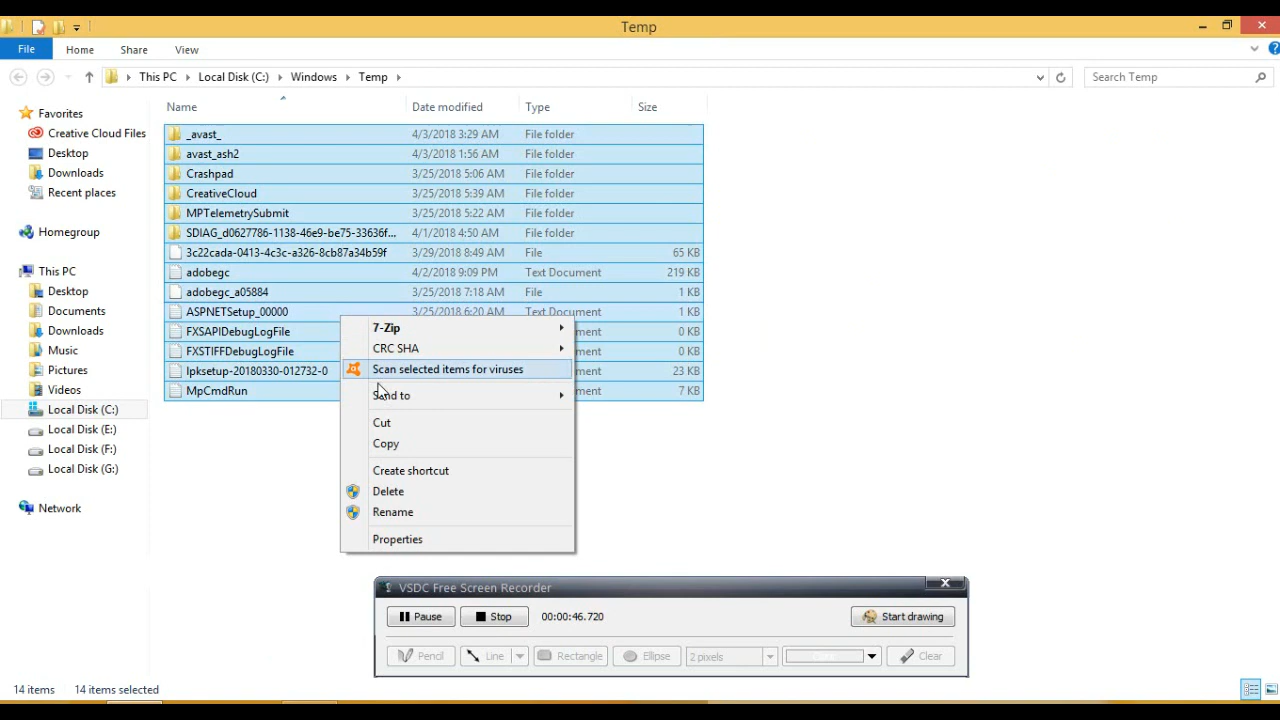 Temp
File Home Share View
This PC Local Disk (C:) Windows Temp
Search Temp
Name Date modified Type Size
Favorites
Creative Cloud Files
Desktop
Downloads
Recent places
Homegroup
This PC
Desktop
Documents
Downloads
Music
Pictures
Videos
Local Disk (C:)
Local Disk (E:)
Local Disk (F:)
Local Disk (G:)
Network
_avast_ 4/3/2018 3:29 AM File folder
avast_ash2 4/3/2018 1:56 AM File folder
Crashpad 3/25/2018 5:06 AM File folder
CreativeCloud 3/25/2018 5:39 AM File folder
MPTelemetrySubmit 3/25/2018 5:22 AM File folder
SDIAG_d0627786-1138-46e9-be75-33636f... 4/1/2018 4:50 AM File folder
3c22cada-0413-4c3c-a326-8cb87a34b59f 3/29/2018 8:49 AM File 65 KB
adobegc 4/2/2018 9:09 PM Text Document 219 KB
adobegc_a05884 3/25/2018 7:18 AM File 1 KB
ASPNETSetup_00000 3/25/2018 6:20 AM Text Document 1 KB
FXSAPIDebugLogFile ment 0 KB
FXSTIFFDebugLogFile ment 0 KB
lpksetup-20180330-012732-0 23 KB
MpCmdRun ment 7 KB
7-Zip
CRC SHA
Scan selected items for viruses
Send to
Cut
Copy
Create shortcut
Delete
Rename
Properties
VSDC Free Screen Recorder
Pause Stop 00:00:46.720 Start drawing
Pencil Line Rectangle Ellipse 2 pixels Clear
14 items 14 items selected